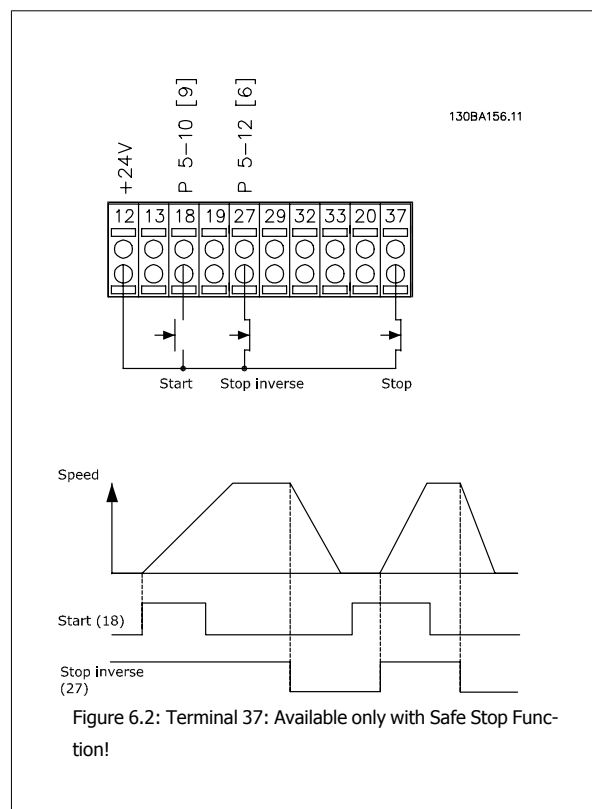 130BA156.11
+24V
P 5-10 [9]
P 5-12 [6]
12 13 18 19 27 29 32 33 20 37
Start Stop inverse Stop
Speed
Start (18)
Stop inverse
(27)
Figure 6.2: Terminal 37: Available only with Safe Stop Func-
tion!